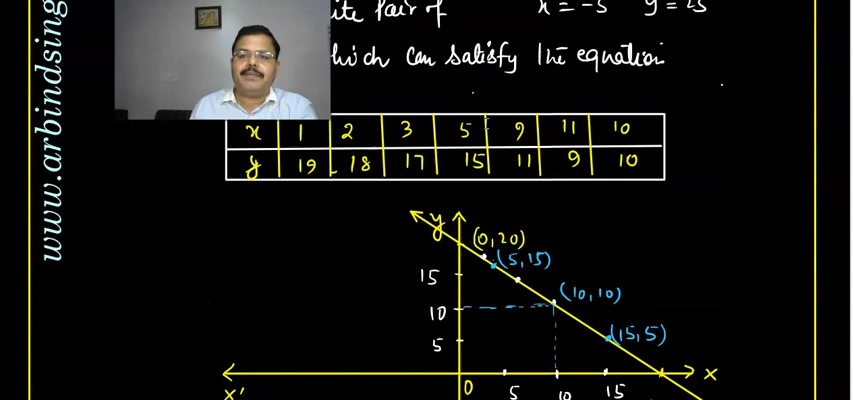 ite pair of x = -5 y = 25
hich can satisfy the equation
www.arbindsing
x 1 2 3 5 9 11 10
y 19 18 17 15 11 9 10
y
(0,20)
(5,15)
15
(10,10)
10
(15,5)
5
X
0
5 10 15
X'